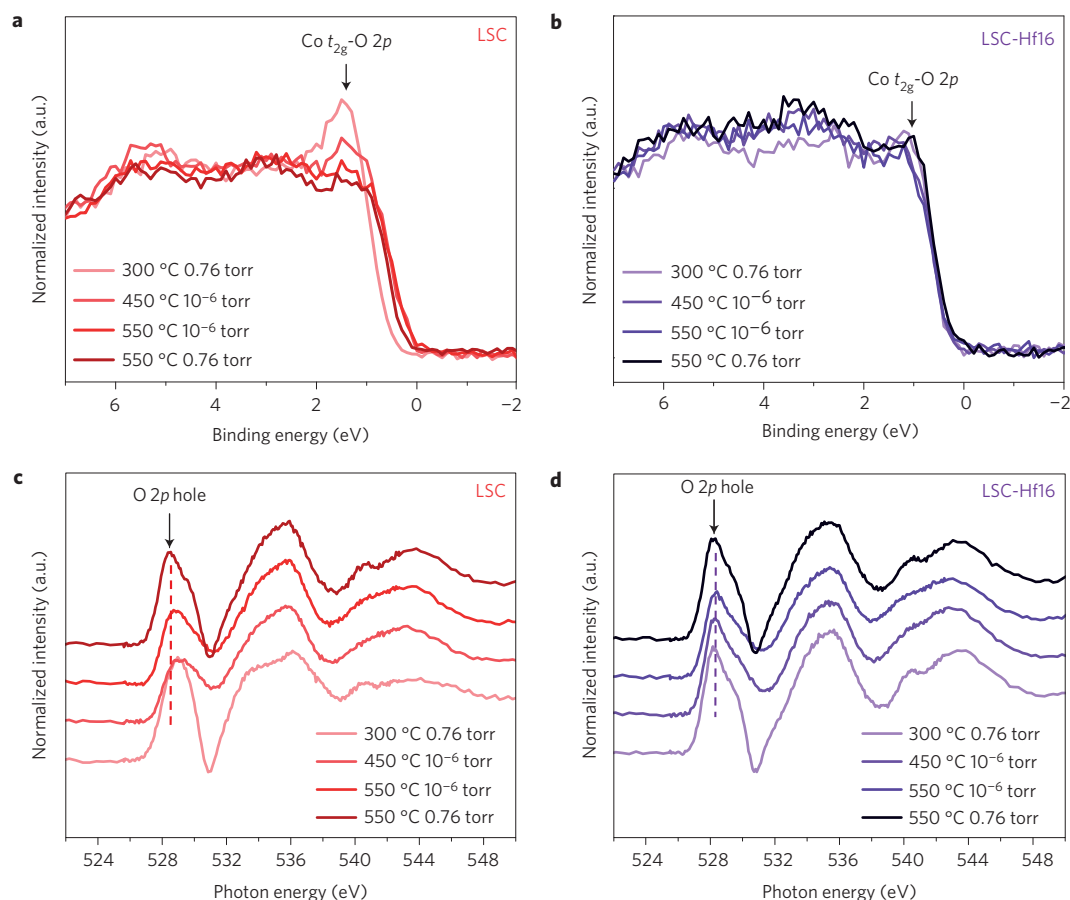 a
LSC
Co t2g-O 2p
Normalized intensity (a.u.)
300 °C 0.76 torr
450 °C 10⁻⁶ torr
550 °C 10⁻⁶ torr
550 °C 0.76 torr
6 4 2 0 −2
Binding energy (eV)
b
LSC-Hf16
Co t2g-O 2p
Normalized intensity (a.u.)
300 °C 0.76 torr
450 °C 10⁻⁶ torr
550 °C 10⁻⁶ torr
550 °C 0.76 torr
6 4 2 0 −2
Binding energy (eV)
c
LSC
O 2p hole
Normalized intensity (a.u.)
300 °C 0.76 torr
450 °C 10⁻⁶ torr
550 °C 10⁻⁶ torr
550 °C 0.76 torr
524 528 532 536 540 544 548
Photon energy (eV)
d
LSC-Hf16
O 2p hole
Normalized intensity (a.u.)
300 °C 0.76 torr
450 °C 10⁻⁶ torr
550 °C 10⁻⁶ torr
550 °C 0.76 torr
524 528 532 536 540 544 548
Photon energy (eV)